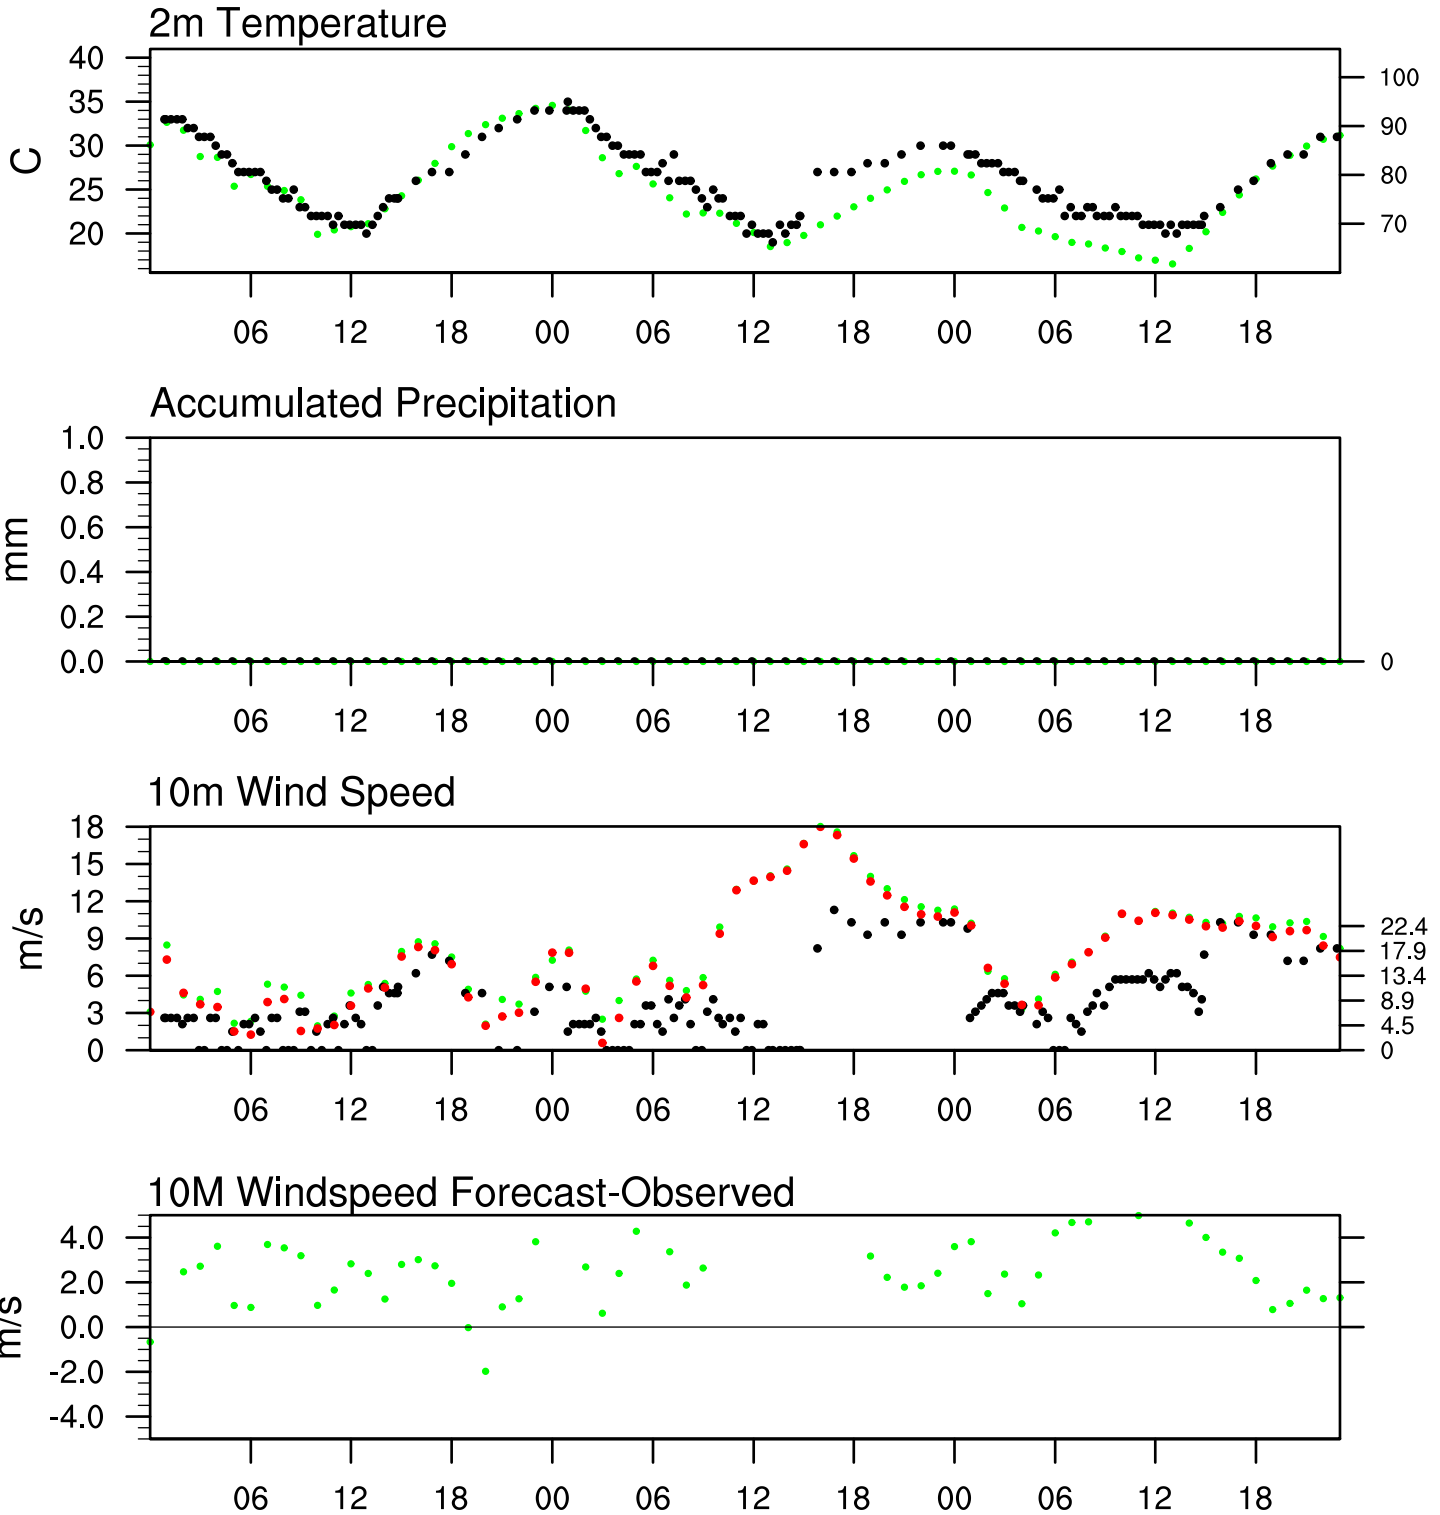 2m Temperature
40
35
30
25
20
C
100
90
80
70
06 12 18 00 06 12 18 00 06 12 18
Accumulated Precipitation
1.0
0.8
0.6
0.4
0.2
0.0
mm
0
06 12 18 00 06 12 18 00 06 12 18
10m Wind Speed
18
15
12
9
6
3
0
m/s
22.4
17.9
13.4
8.9
4.5
0
06 12 18 00 06 12 18 00 06 12 18
10M Windspeed Forecast-Observed
4.0
2.0
0.0
-2.0
-4.0
m/s
06 12 18 00 06 12 18 00 06 12 18